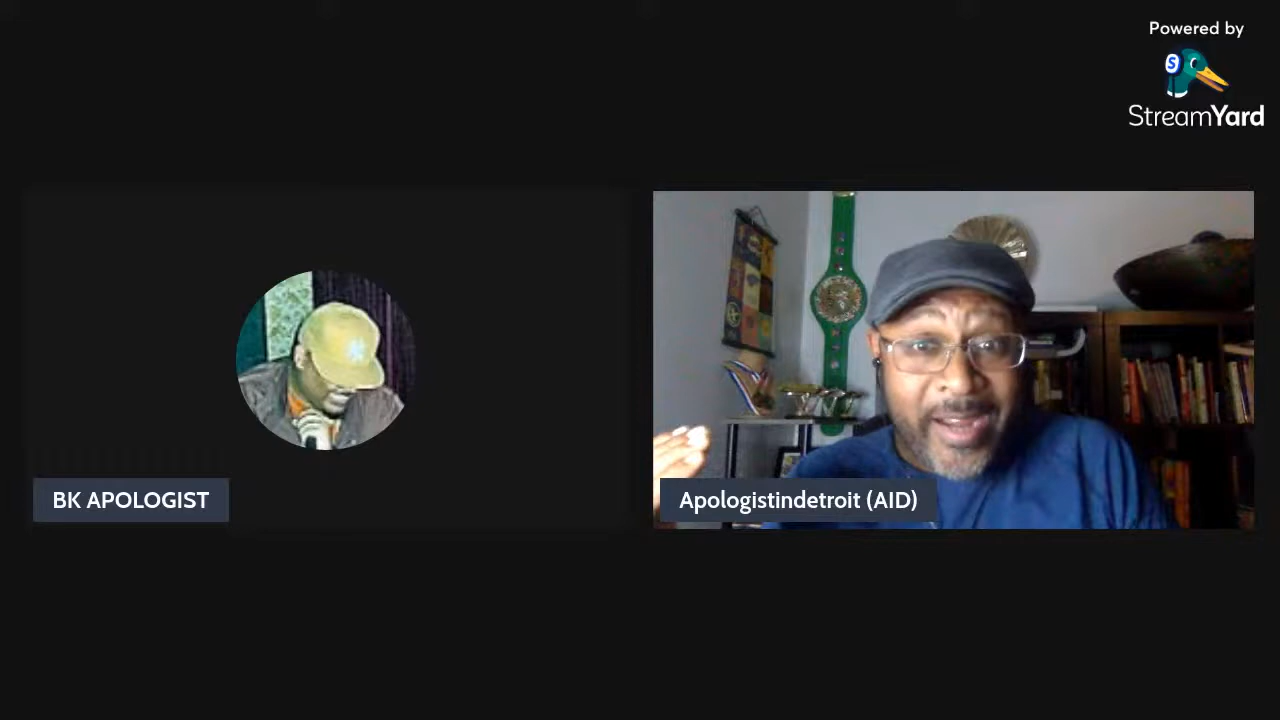 Powered by
S
StreamYard
BK APOLOGIST
Apologistindetroit (AID)